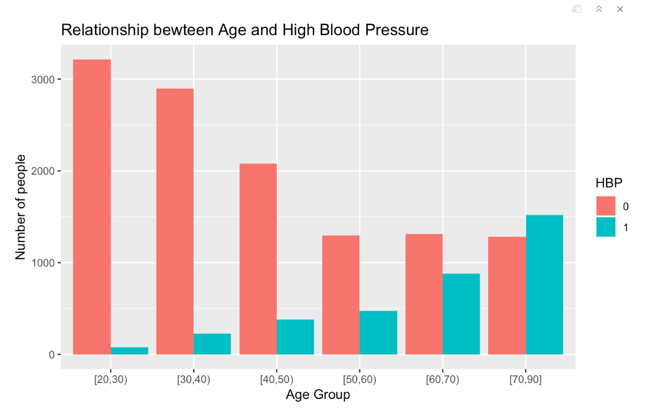 Relationship bewteen Age and High Blood Pressure
3000
2000
1000
0
Number of people
[20,30) [30,40) [40,50) [50,60) [60,70) [70,90]
Age Group
HBP
0
1